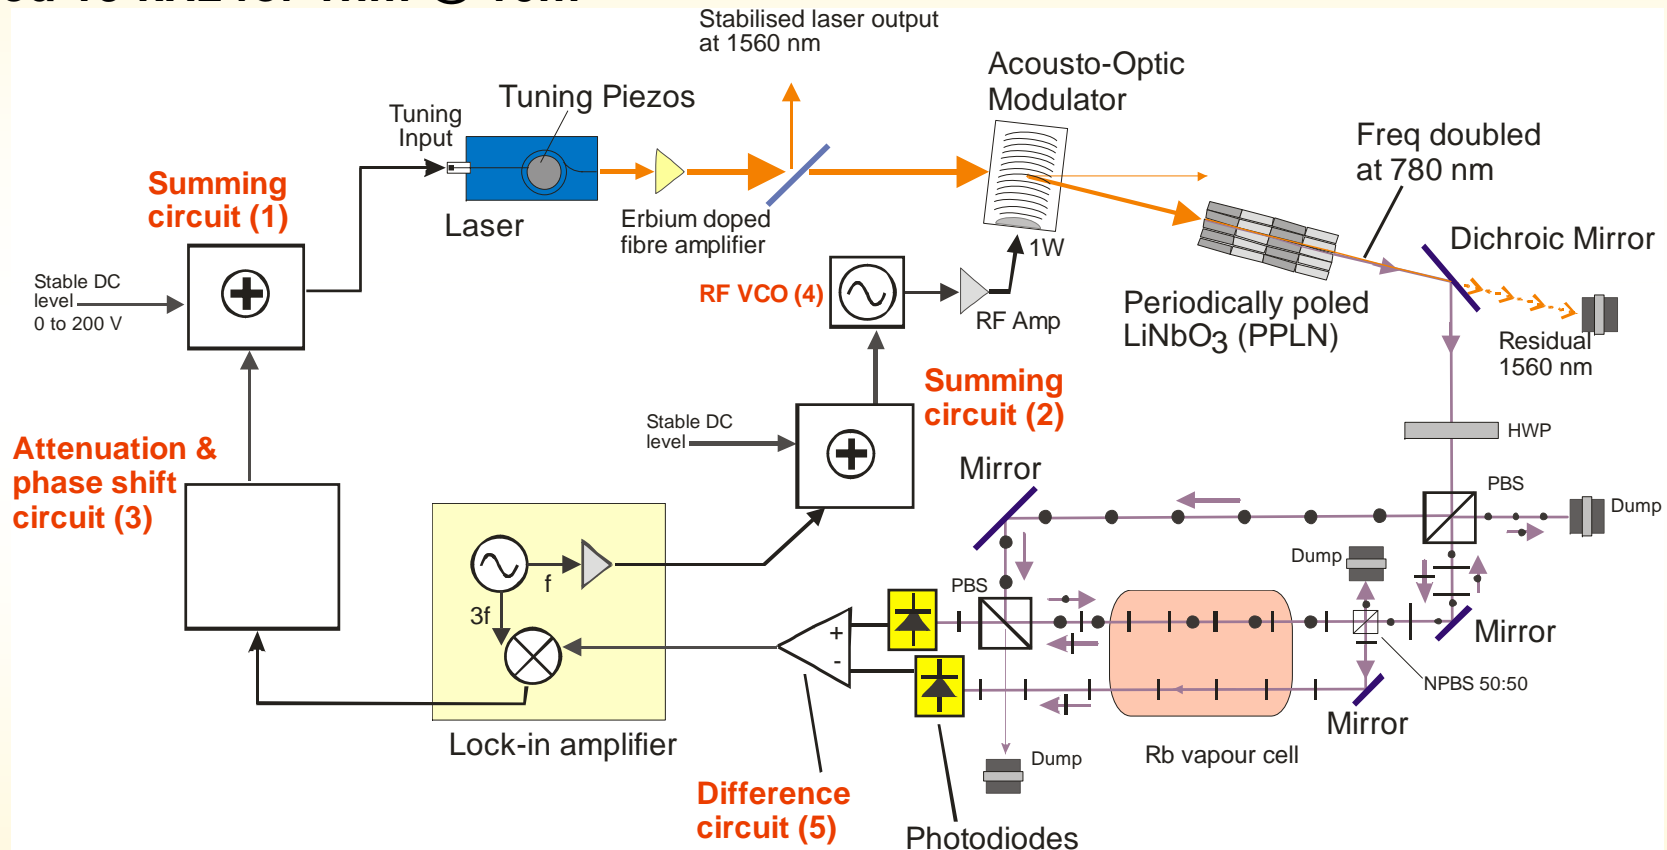 Stabilised laser output
at 1560 nm
Acousto-Optic
Modulator
Tuning Piezos
Tuning
Input
Freq doubled
at 780 nm
Summing
circuit (1)
Laser
Erbium doped
fibre amplifier
1W
Dichroic Mirror
Stable DC
level
0 to 200 V
RF VCO (4)
RF Amp
Periodically poled
LiNbO3 (PPLN)
Residual
1560 nm
Summing
circuit (2)
Stable DC
level
HWP
Attenuation &
phase shift
circuit (3)
Mirror
PBS
Dump
Dump
f
3f
PBS
+
-
Mirror
NPBS 50:50
Mirror
Lock-in amplifier
Rb vapour cell
Dump
Difference
circuit (5)
Photodiodes